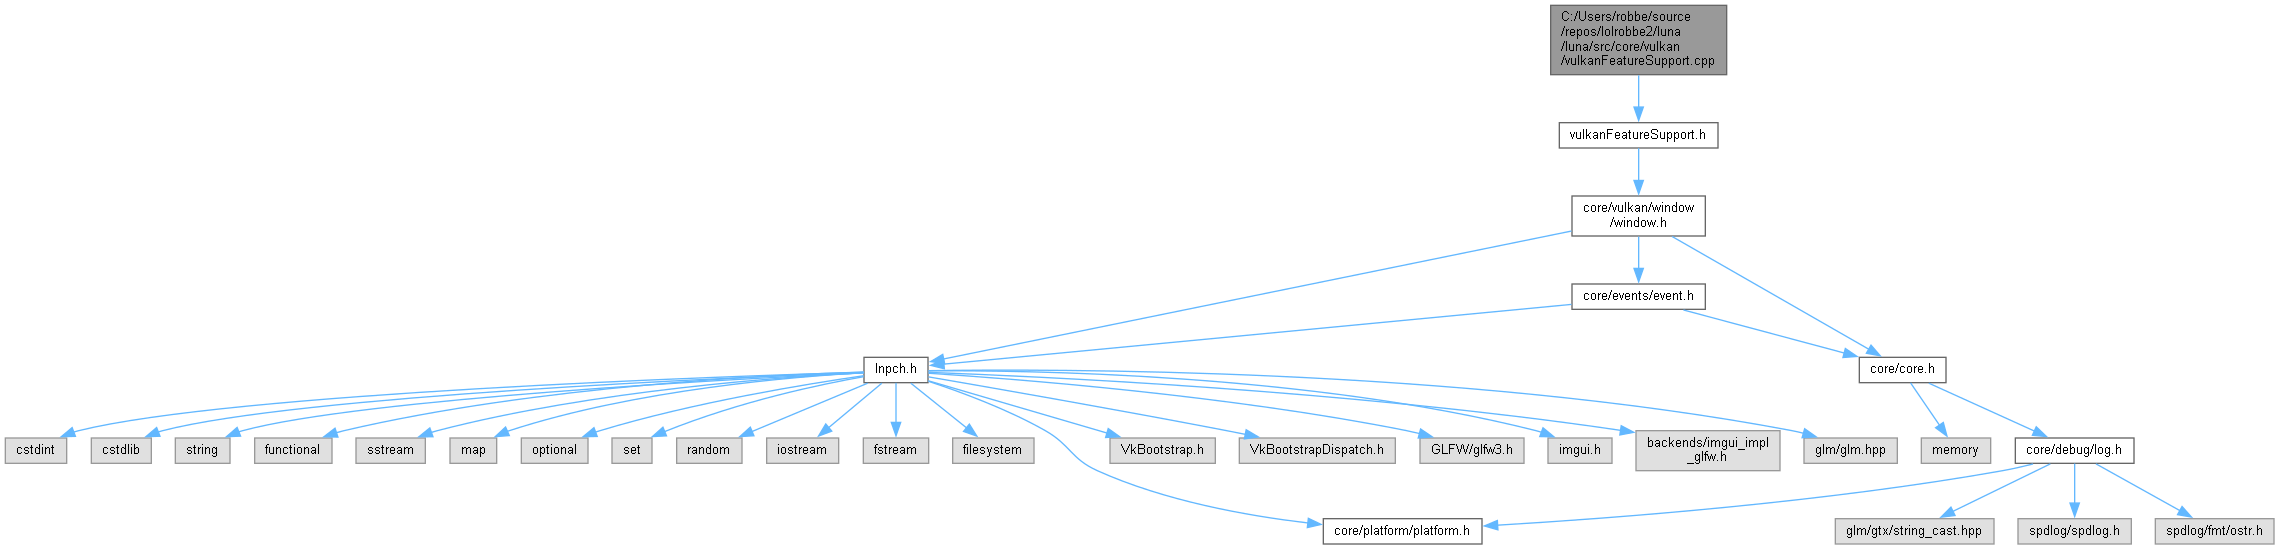 C:/Users/robbe/source
/repos/lolrobbe2/luna
/luna/src/core/vulkan
/vulkanFeatureSupport.cpp
vulkanFeatureSupport.h
core/vulkan/window
/window.h
core/events/event.h
lnpch.h
core/core.h
cstdint
cstdlib
string
functional
sstream
map
optional
set
random
iostream
fstream
filesystem
VkBootstrap.h
VkBootstrapDispatch.h
GLFW/glfw3.h
imgui.h
backends/imgui_impl
_glfw.h
glm/glm.hpp
memory
core/debug/log.h
core/platform/platform.h
glm/gtx/string_cast.hpp
spdlog/spdlog.h
spdlog/fmt/ostr.h